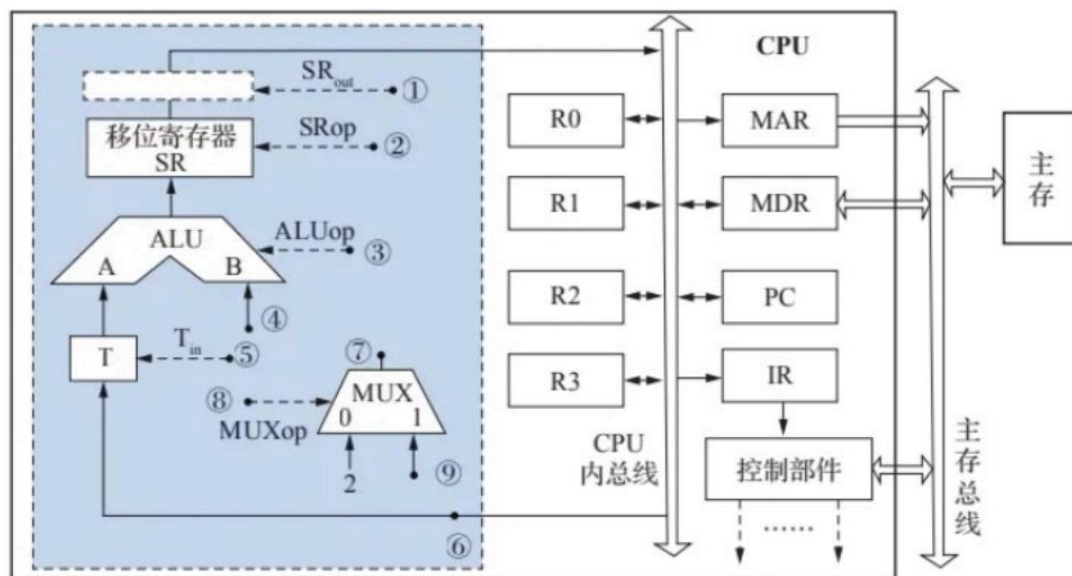 CPU
SR_out
①
移位寄存器
SR
SRop
②
R0
MAR
主存
R1
MDR
ALU
A
B
ALUop
③
④
R2
PC
T
T_in
⑤
⑦
⑧
MUXop
MUX
0
1
R3
IR
2
⑨
CPU
内总线
控制部件
主存总线
⑥
……